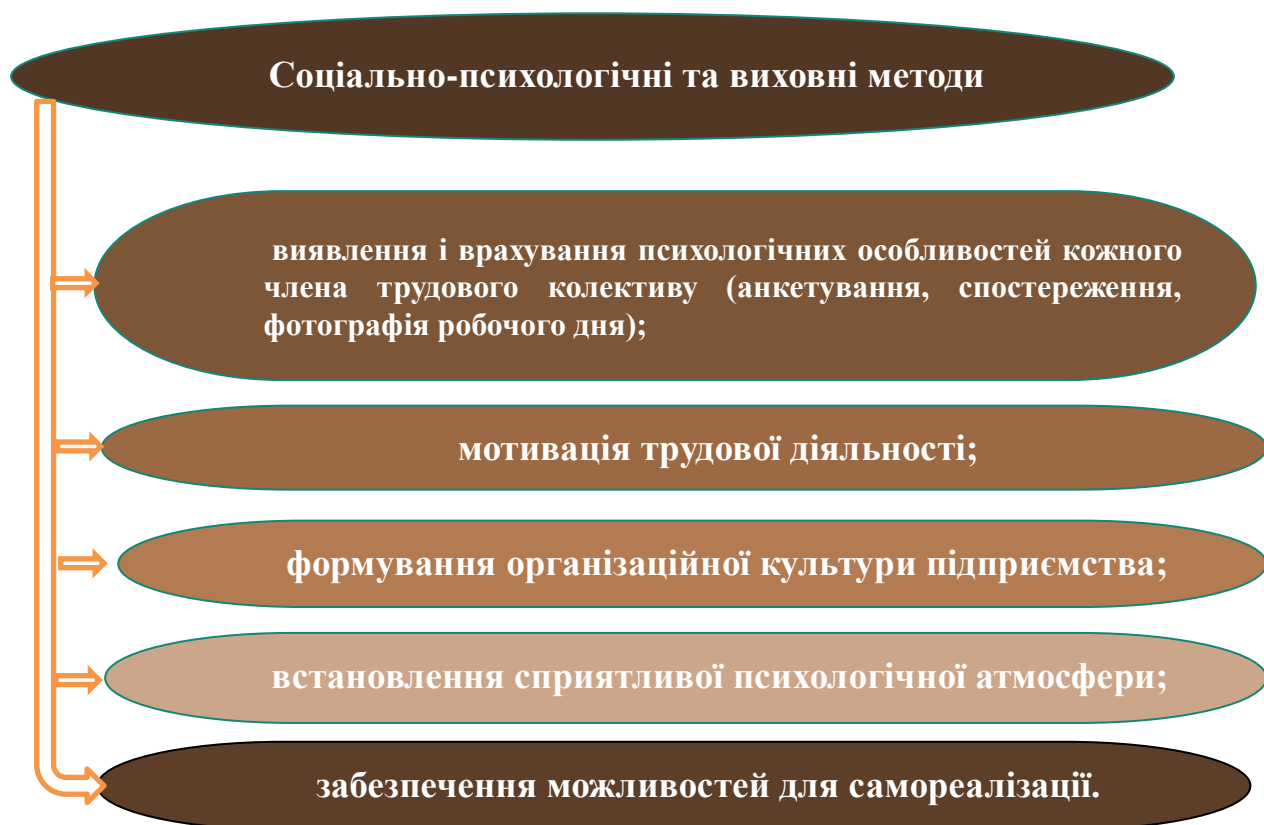 Соціально-психологічні та виховні методи
виявлення і врахування психологічних особливостей кожного
члена трудового колективу (анкетування, спостереження,
фотографія робочого дня);
мотивація трудової діяльності;
формування організаційної культури підприємства;
встановлення сприятливої психологічної атмосфери;
забезпечення можливостей для самореалізації.